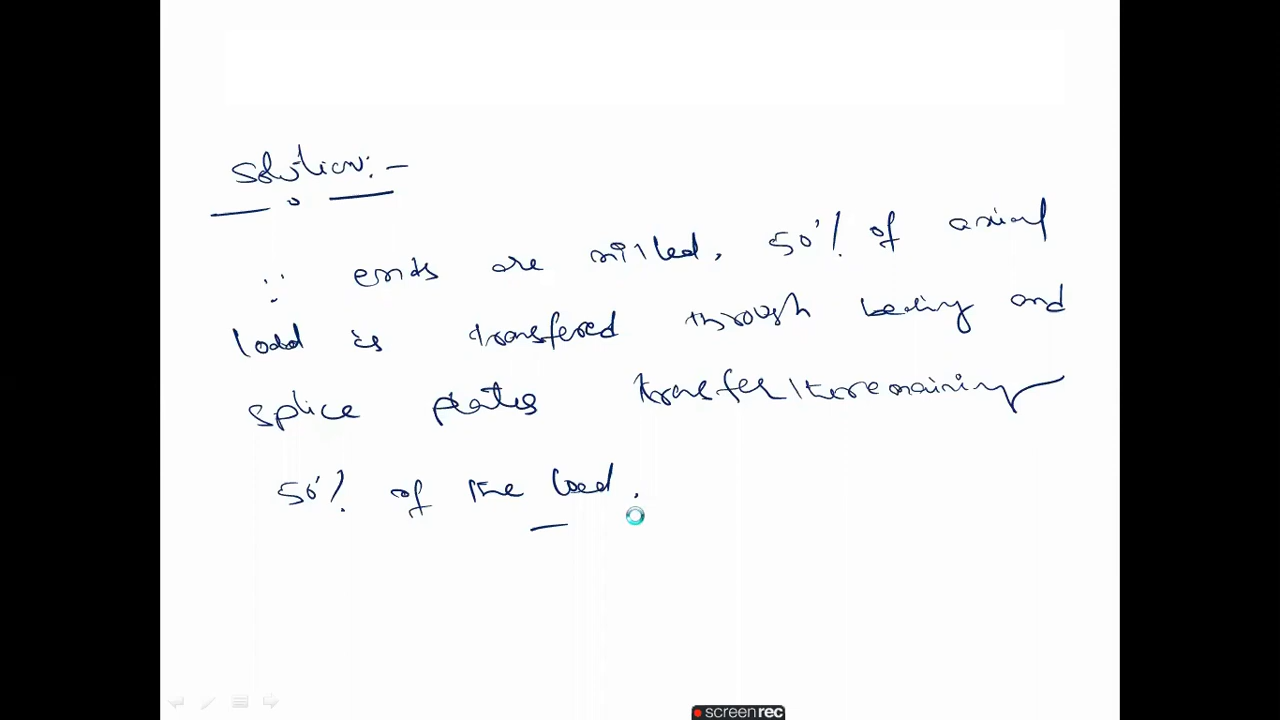 Solution:-
∵ ends are milled, 50% of axial
load is transfered through bearing and
splice plates transfer the remaining
50% of the load.
screenrec